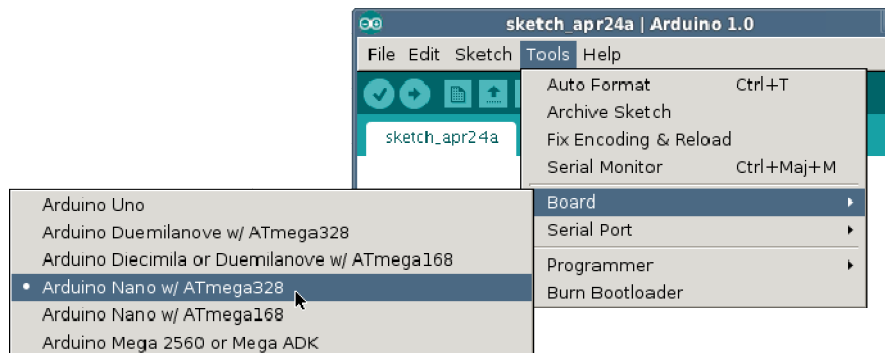 sketch_apr24a | Arduino 1.0
File Edit Sketch Tools Help
Auto Format Ctrl+T
Archive Sketch
sketch_apr24a
Fix Encoding & Reload
Serial Monitor Ctrl+Maj+M
Board
Serial Port
Programmer
Burn Bootloader
Arduino Uno
Arduino Duemilanove w/ ATmega328
Arduino Diecimila or Duemilanove w/ ATmega168
Arduino Nano w/ ATmega328
Arduino Nano w/ ATmega168
Arduino Mega 2560 or Mega ADK